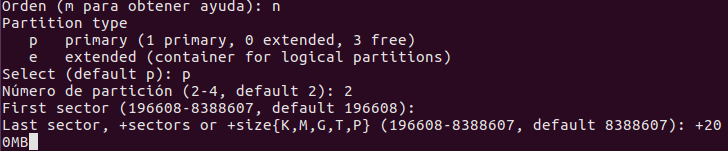 Orden (m para obtener ayuda): n
Partition type
   p   primary (1 primary, 0 extended, 3 free)
   e   extended (container for logical partitions)
Select (default p): p
Número de partición (2-4, default 2): 2
First sector (196608-8388607, default 196608):
Last sector, +sectors or +size{K,M,G,T,P} (196608-8388607, default 8388607): +20
0MB